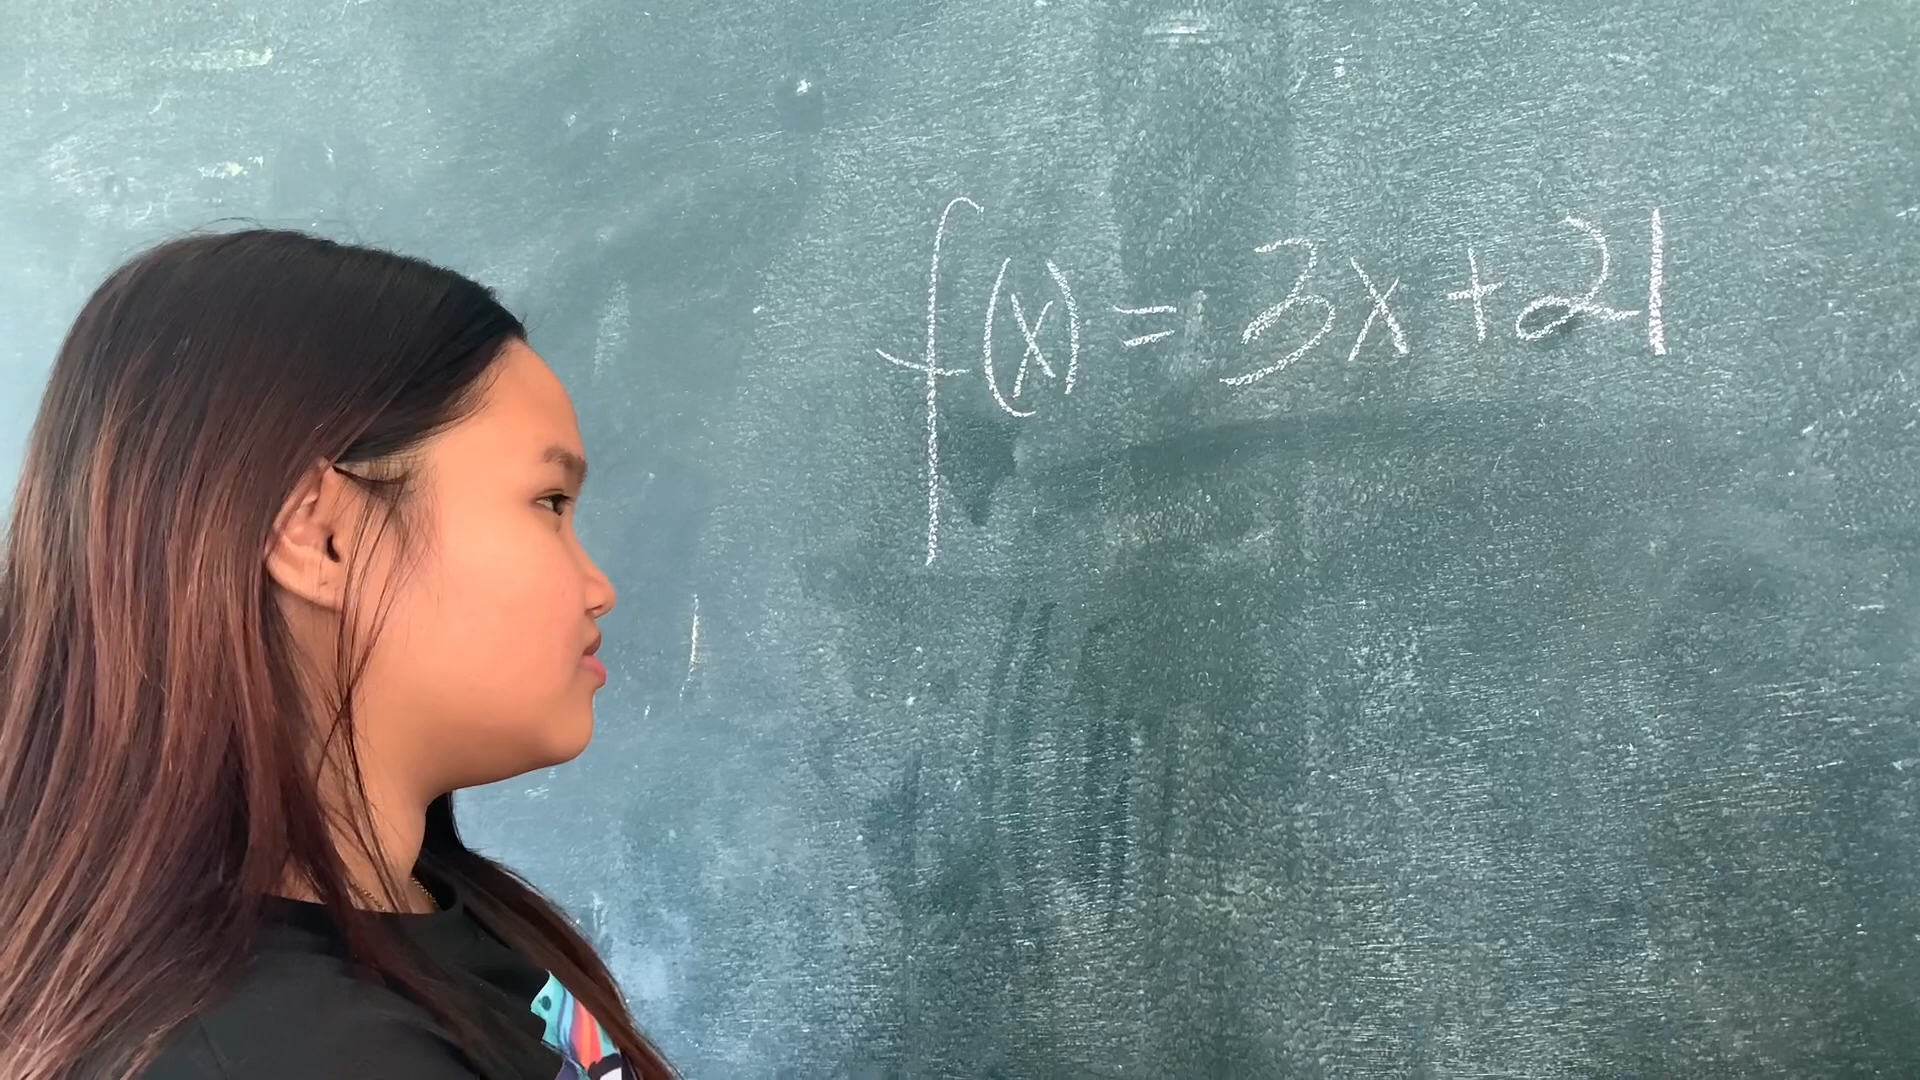 f(x) = 3x + 21